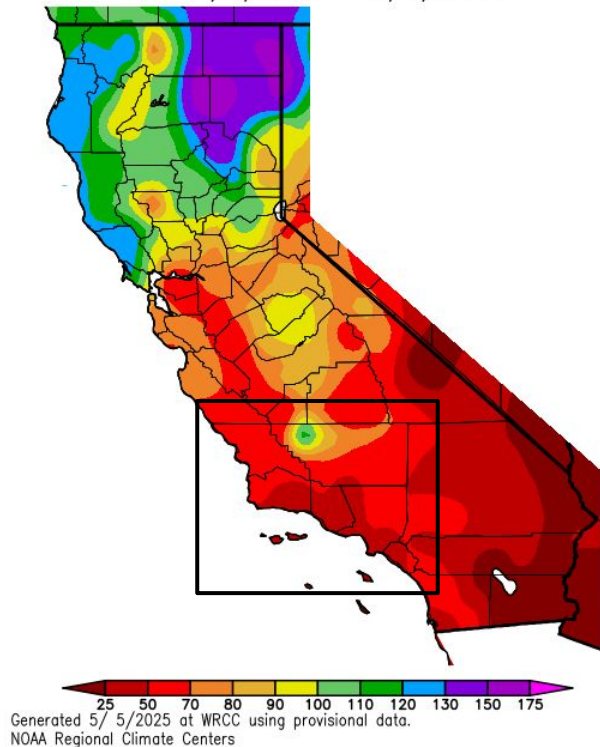 25 50 70 80 90 100 110 120 130 150 175
Generated 5/ 5/2025 at WRCC using provisional data.
NOAA Regional Climate Centers